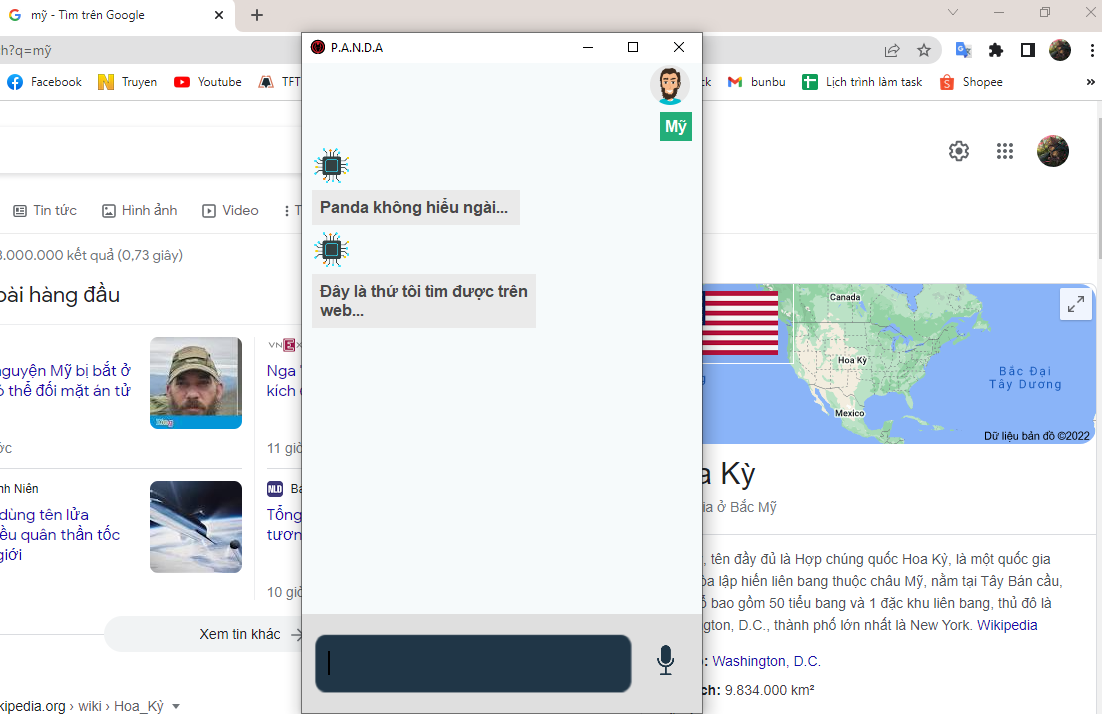 mỹ - Tìm trên Google
h?q=mỹ
Facebook
Truyen
Youtube
TFT
ck
bunbu
Lịch trình làm task
Shopee
»
P.A.N.D.A
Mỹ
Panda không hiểu ngài...
Đây là thứ tôi tìm được trên
web...
Tin tức
Hình ảnh
Video
3.000.000 kết quả (0,73 giây)
bài hàng đầu
nguyện Mỹ bị bắt ở
ó thể đối mặt án tử
Zing
VNE
Nga
kích
11 giờ
nh Niên
dùng tên lửa
ều quân thần tốc
giới
NLD
Tổng
tươn
10 giờ
Xem tin khác
kipedia.org › wiki › Hoa_Kỳ
Canada
Hoa Kỳ
Mexico
Bắc Đại
Tây Dương
Dữ liệu bản đồ ©2022
a Kỳ
ia ở Bắc Mỹ
, tên đầy đủ là Hợp chúng quốc Hoa Kỳ, là một quốc gia
òa lập hiến liên bang thuộc châu Mỹ, nằm tại Tây Bán cầu,
ổ bao gồm 50 tiểu bang và 1 đặc khu liên bang, thủ đô là
gton, D.C., thành phố lớn nhất là New York. Wikipedia
: Washington, D.C.
ch: 9.834.000 km²